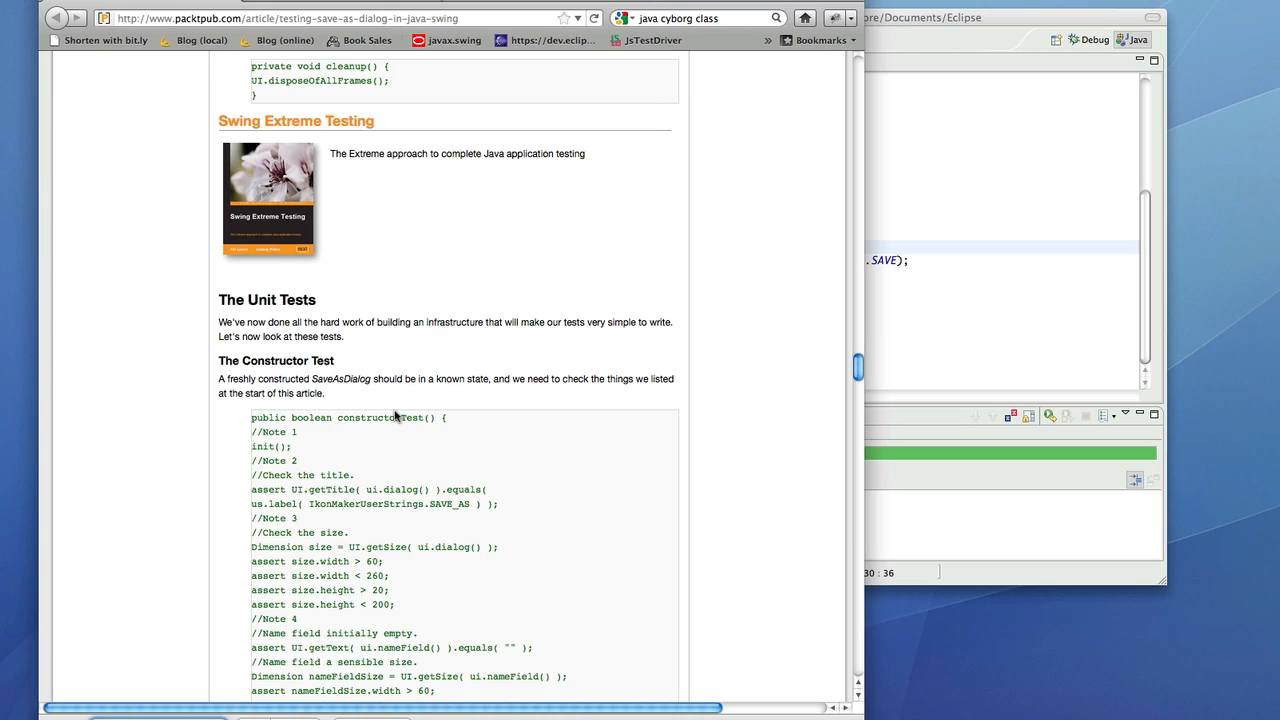 http://www.packtpub.com/article/testing-save-as-dialog-in-java-swing
java cyborg class
ore/Documents/Eclipse
Shorten with bit.ly
Blog (local)
Blog (online)
Book Sales
javax.swing
https://dev.eclip...
JsTestDriver
»
Bookmarks
Debug
Java
private void cleanup() {
UI.disposeOfAllFrames();
}
Swing Extreme Testing
The Extreme approach to complete Java application testing
Swing Extreme Testing
The Unit Tests
We've now done all the hard work of building an infrastructure that will make our tests very simple to write.
Let's now look at these tests.
The Constructor Test
A freshly constructed SaveAsDialog should be in a known state, and we need to check the things we listed
at the start of this article.
public boolean constructorTest() {
//Note 1
init();
//Note 2
//Check the title.
assert UI.getTitle( ui.dialog() ).equals(
us.label( IkonMakerUserStrings.SAVE_AS ) );
//Note 3
//Check the size.
Dimension size = UI.getSize( ui.dialog() );
assert size.width > 60;
assert size.width < 260;
assert size.height > 20;
assert size.height < 200;
//Note 4
//Name field initially empty.
assert UI.getText( ui.nameField() ).equals( "" );
//Name field a sensible size.
Dimension nameFieldSize = UI.getSize( ui.nameField() );
assert nameFieldSize.width > 60;
.SAVE);
30 : 36